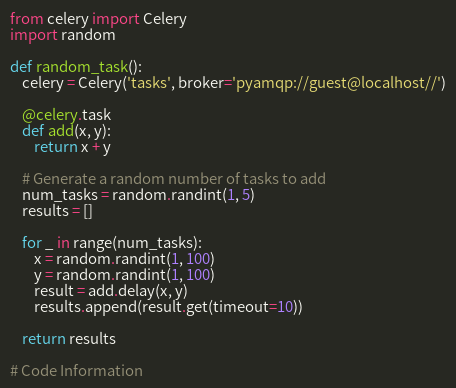 from celery import Celery
import random

def random_task():
    celery = Celery('tasks', broker='pyamqp://guest@localhost//')

    @celery.task
    def add(x, y):
        return x + y

    # Generate a random number of tasks to add
    num_tasks = random.randint(1, 5)
    results = []

    for _ in range(num_tasks):
        x = random.randint(1, 100)
        y = random.randint(1, 100)
        result = add.delay(x, y)
        results.append(result.get(timeout=10))

    return results

# Code Information